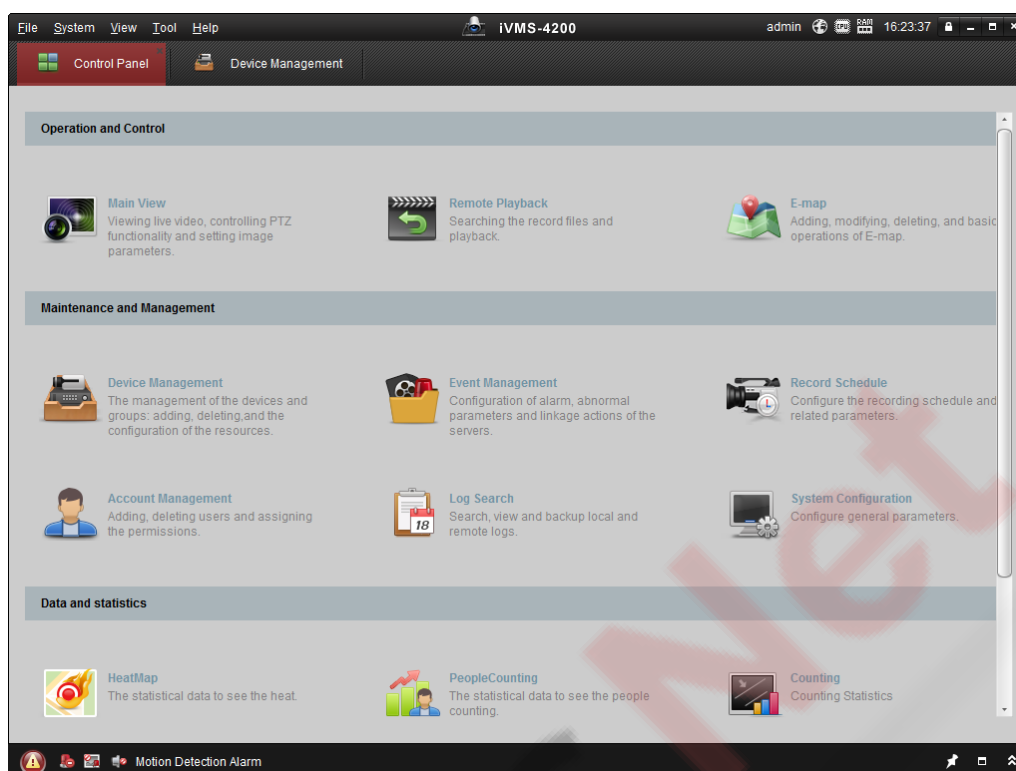 File System View Tool Help iVMS-4200 admin CPU RAM 16:23:37
Control Panel Device Management
Operation and Control
Main View
Viewing live video, controlling PTZ
functionality and setting image
parameters.
Remote Playback
Searching the record files and
playback.
E-map
Adding, modifying, deleting, and basic
operations of E-map.
Maintenance and Management
Device Management
The management of the devices and
groups: adding, deleting,and the
configuration of the resources.
Event Management
Configuration of alarm, abnormal
parameters and linkage actions of the
servers.
Record Schedule
Configure the recording schedule and
related parameters.
Account Management
Adding, deleting users and assigning
the permissions.
18
Log Search
Search, view and backup local and
remote logs.
System Configuration
Configure general parameters.
Data and statistics
HeatMap
The statistical data to see the heat.
PeopleCounting
The statistical data to see the people
counting.
Counting
Counting Statistics
Motion Detection Alarm
Net